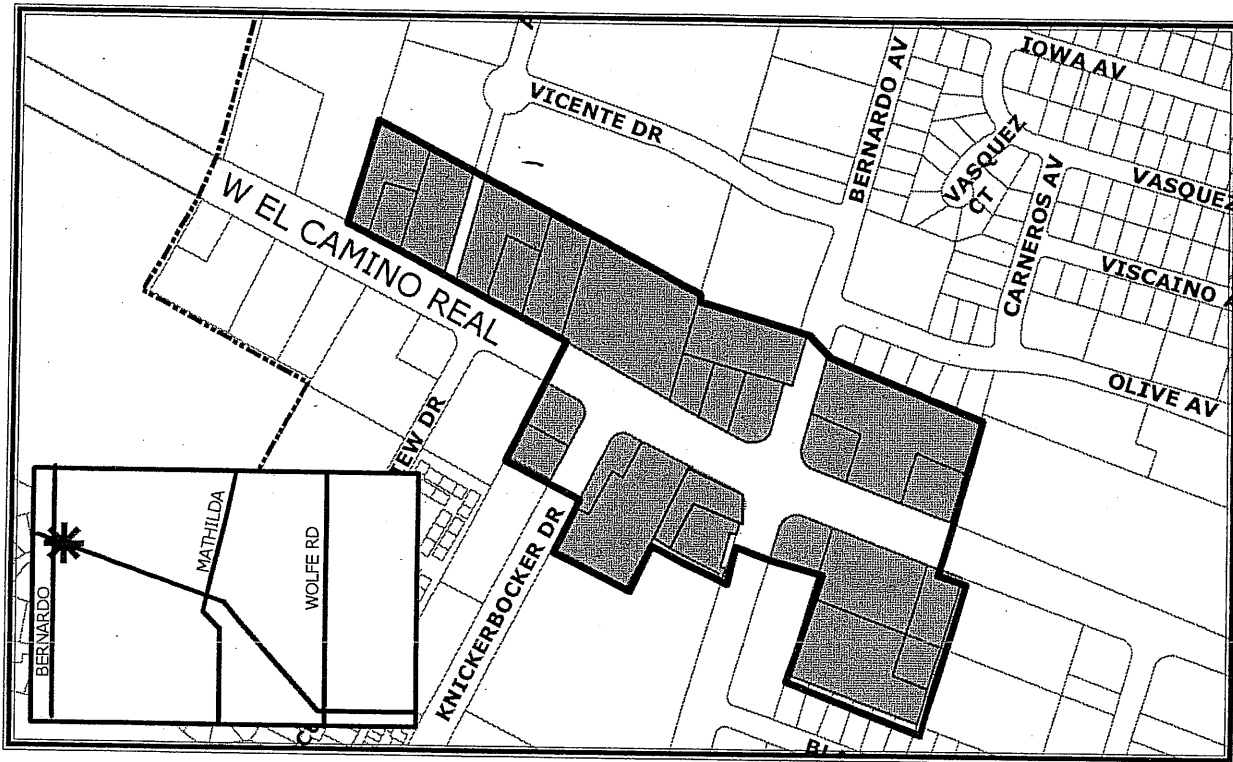 IOWA AV
VICENTE DR
BERNARDO AV
VASQUEZ
CT
CARNEROS AV
VASQUEZ
VISCAINO
W EL CAMINO REAL
OLIVE AV
KNICKERBOCKER DR
MATHILDA
WOLFE RD
BERNARDO